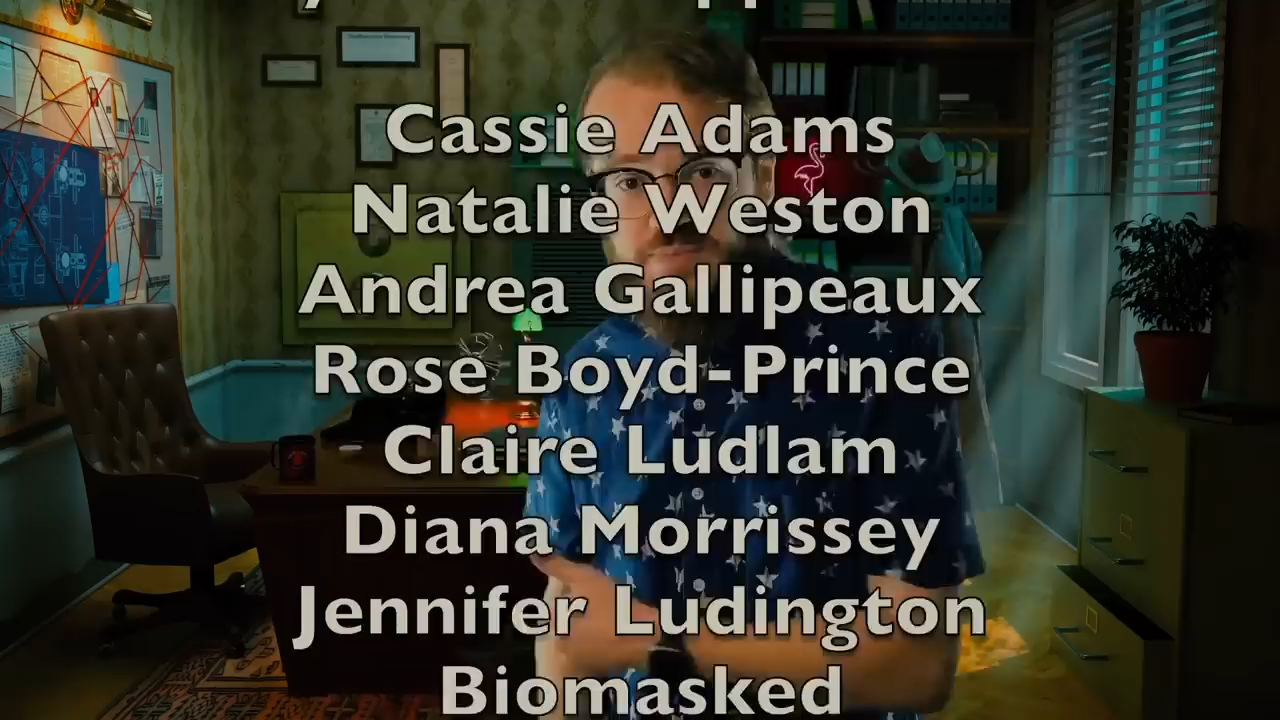 Cassie Adams
Natalie Weston
Andrea Gallipeaux
Rose Boyd-Prince
Claire Ludlam
Diana Morrissey
Jennifer Ludington
Biomasked